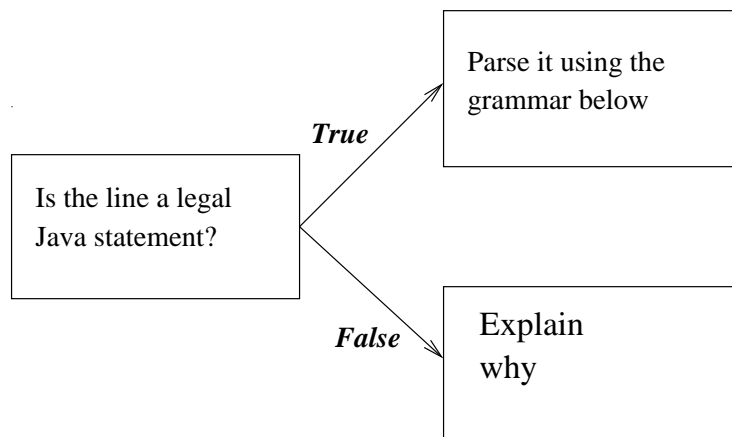 Parse it using the
grammar below
True
Is the line a legal
Java statement?
False
Explain
why